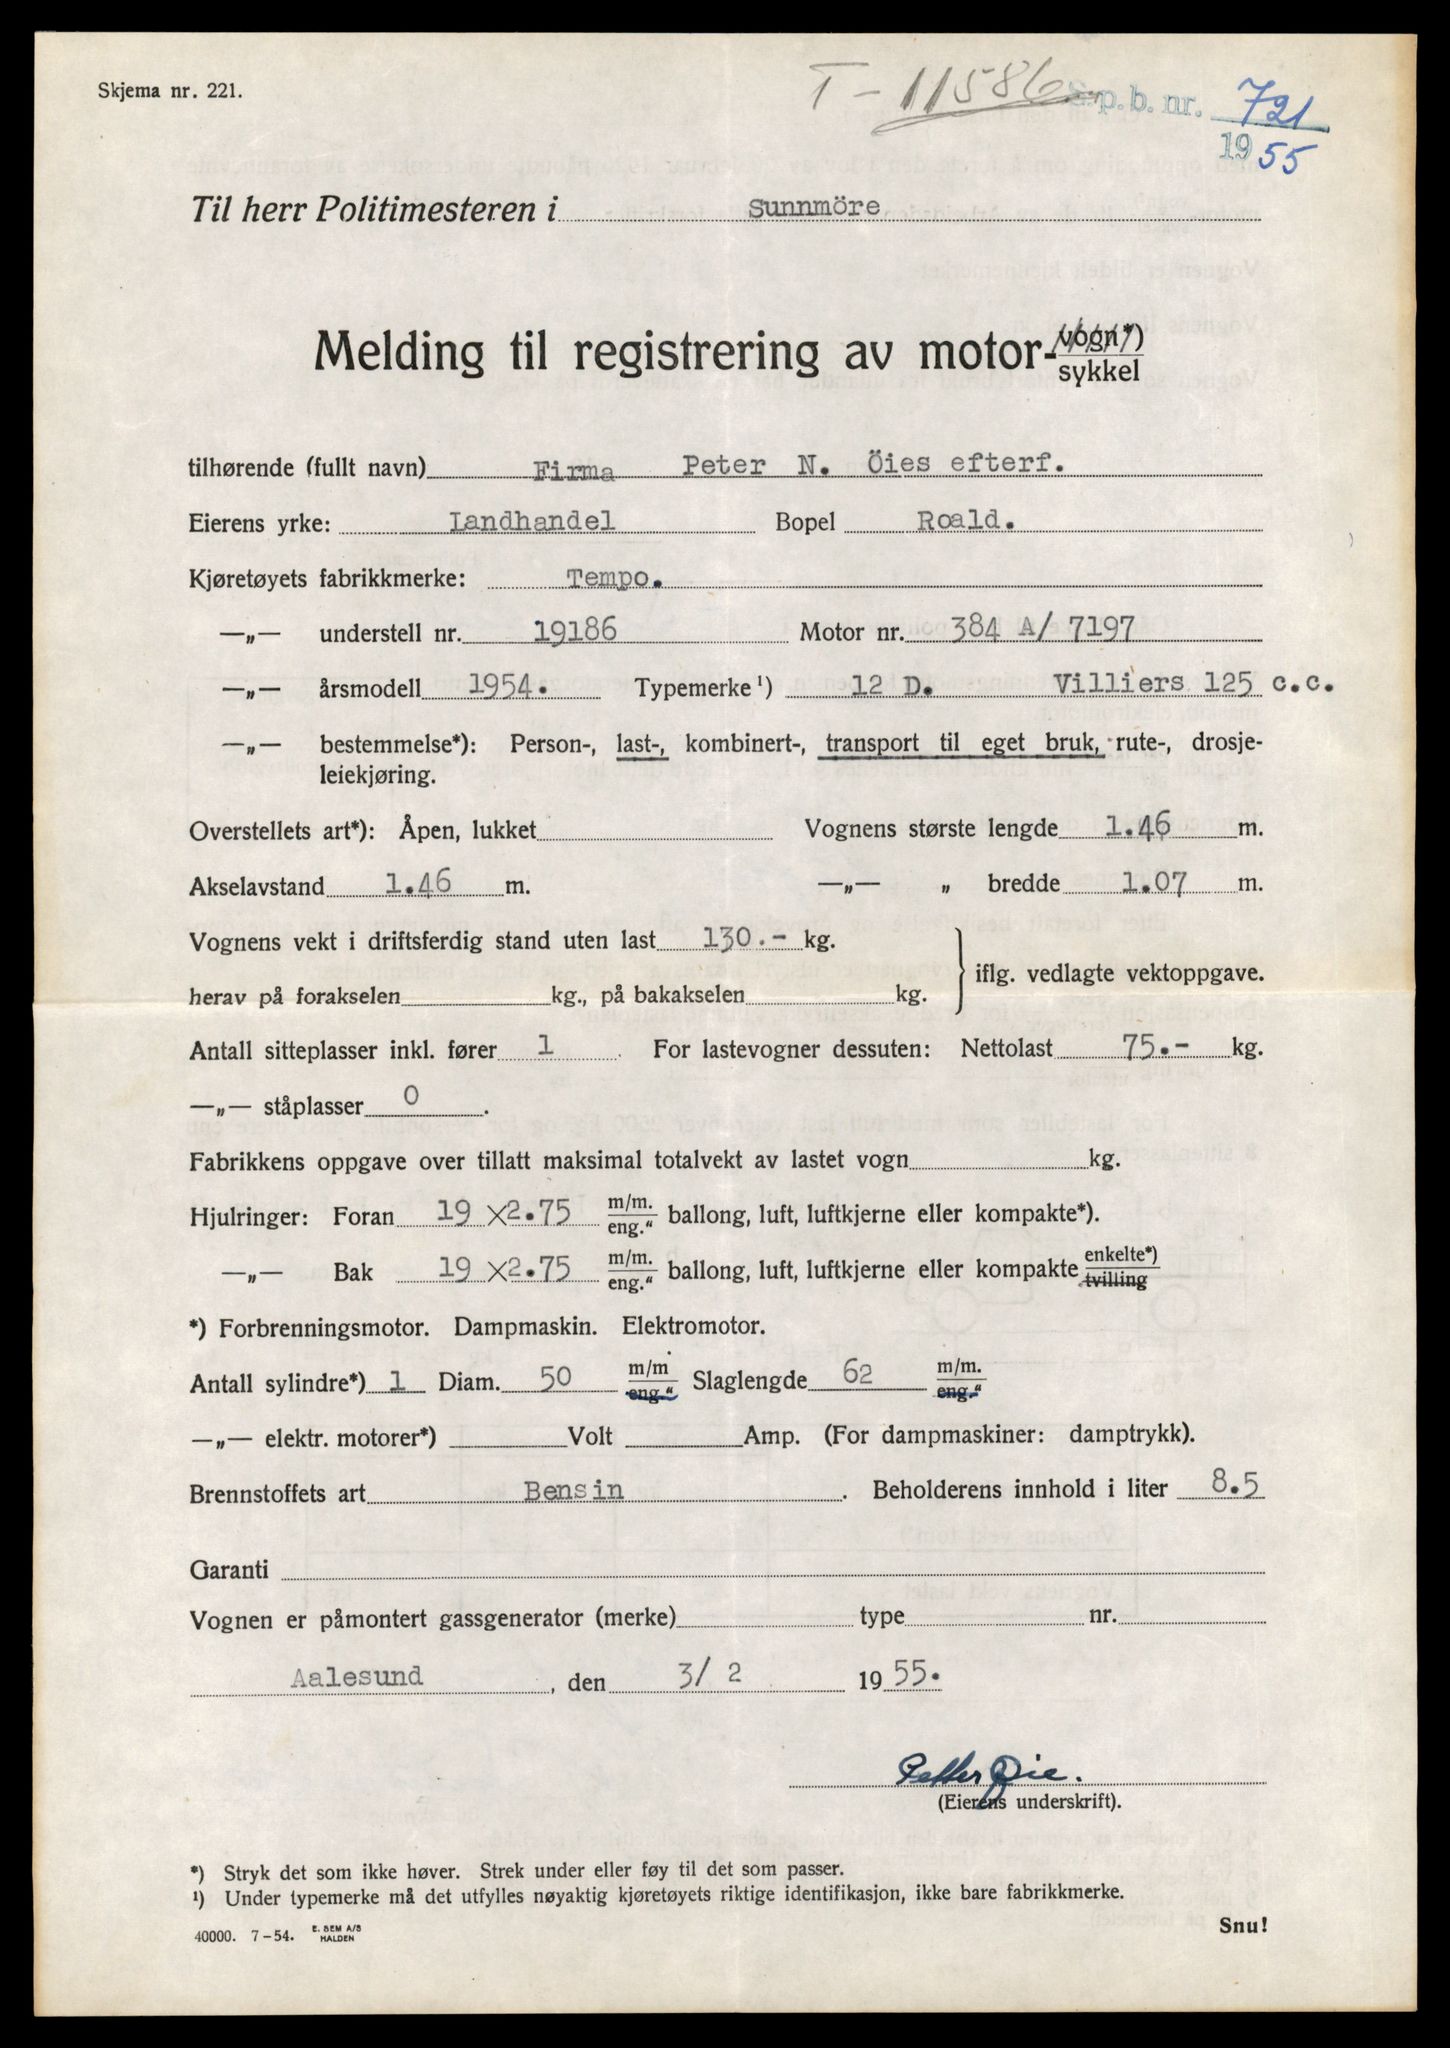 Skjema nr. 221.
T - 11586
S.p.b. nr. 721
1955
Til herr Politimesteren i Sunnmöre
Melding til registrering av motor-vogn*)
sykkel
tilhørende (fullt navn) Firma Peter N. Öies efterf.
Eierens yrke: Landhandel Bopel Roald.
Kjøretøyets fabrikkmerke: Tempo.
—„— understell nr. 19186 Motor nr. 384 A/ 7197
—„— årsmodell 1954. Typemerke ¹) 12 D. Villiers 125 c.c.
—„— bestemmelse*): Person-, last-, kombinert-, transport til eget bruk, rute-, drosje-
leiekjøring.
Overstellets art*): Åpen, lukket Vognens største lengde 1.46 m.
Akselavstand 1.46 m. —„— „ bredde 1.07 m.
Vognens vekt i driftsferdig stand uten last 130.- kg.
iflg. vedlagte vektoppgave.
herav på forakselen kg., på bakakselen kg.
Antall sitteplasser inkl. fører 1 . For lastevogner dessuten: Nettolast 75.- kg.
—„— ståplasser 0 .
Fabrikkens oppgave over tillatt maksimal totalvekt av lastet vogn kg.
Hjulringer: Foran 19 x2.75 m/m. eng.“ ballong, luft, luftkjerne eller kompakte*).
—„— Bak 19 x2.75 m/m. eng.“ ballong, luft, luftkjerne eller kompakte enkelte*) tvilling
*) Forbrenningsmotor. Dampmaskin. Elektromotor.
Antall sylindre*) 1 Diam. 50 m/m eng.“ Slaglengde 62 m/m. eng.“
—„— elektr. motorer*) Volt Amp. (For dampmaskiner: damptrykk).
Brennstoffets art Bensin . Beholderens innhold i liter 8.5
Garanti
Vognen er påmontert gassgenerator (merke) type nr.
Aalesund , den 3/ 2 1955.
Petter Øie.
(Eierens underskrift).
*) Stryk det som ikke høver. Strek under eller føy til det som passer.
¹) Under typemerke må det utfylles nøyaktig kjøretøyets riktige identifikasjon, ikke bare fabrikkmerke.
40000. 7-54. E. SEM A/S
HALDEN
Snu!